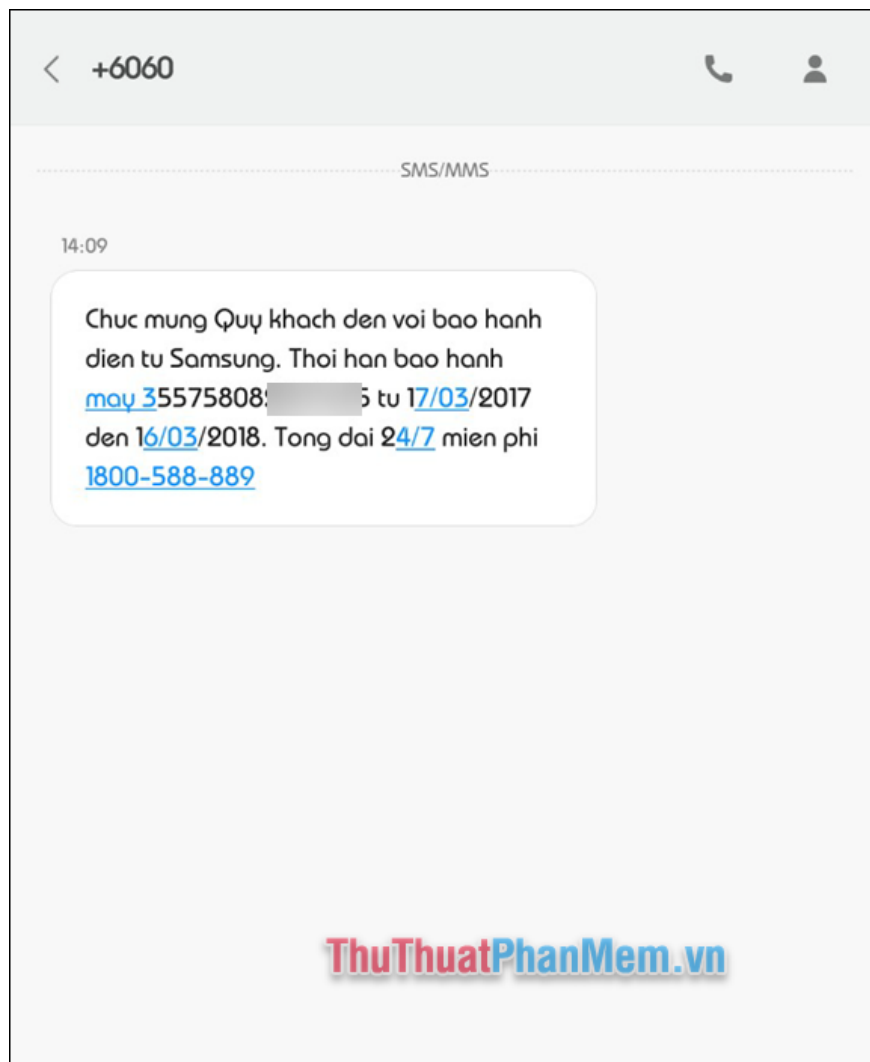 +6060
SMS/MMS
14:09
Chuc mung Quy khach den voi bao hanh
dien tu Samsung. Thoi han bao hanh
may 35575808 tu 17/03/2017
den 16/03/2018. Tong dai 24/7 mien phi
1800-588-889
ThuThuatPhanMem.vn